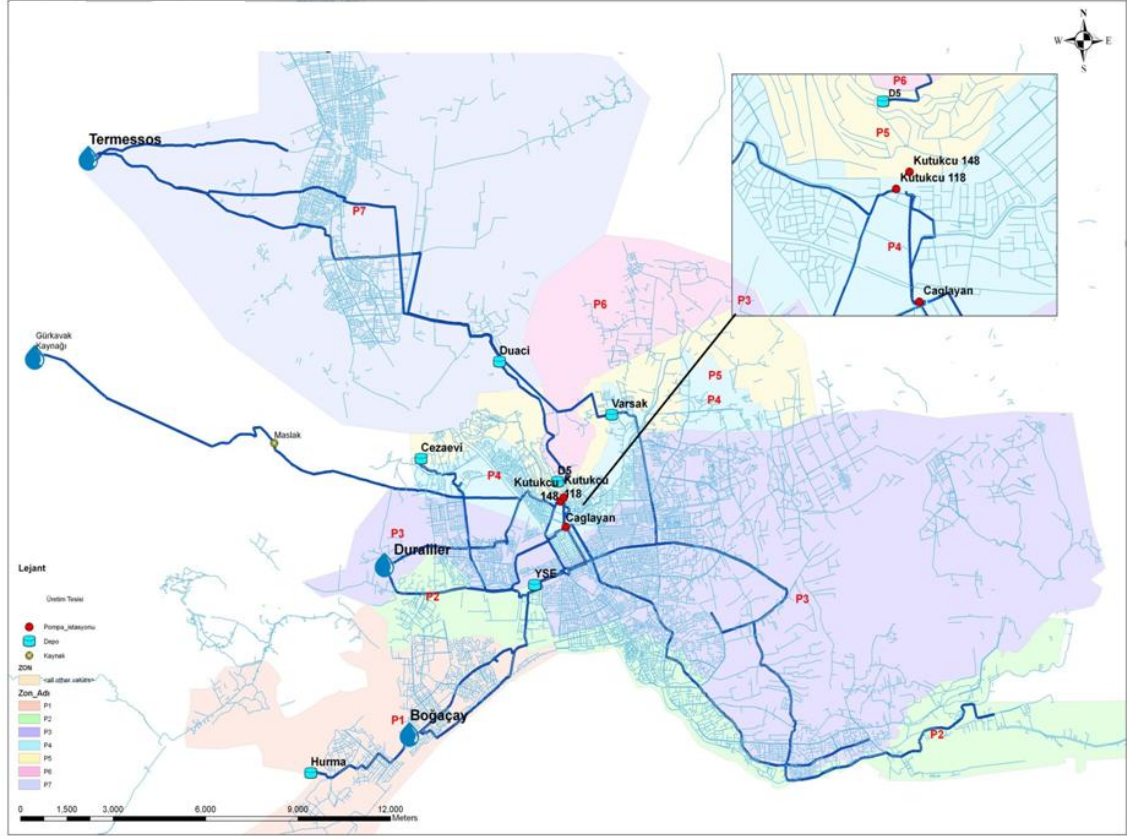 N
W E
S
P6
D5
P5
Kutukcu 148
Kutukcu 118
P4
Caglayan
Termessos
P7
P6
P3
Gürkavak
Kaynağı
Duaci
P5
P4
Varsak
Maslak
Cezaevi
P4
D5
Kutukcu Kutukcu
148 118
Caglayan
P3
Duraliler
YSE
P2
P3
Lejant
Üretim Tesisi
Pompa_istasyonu
Depo
Kaynak
ZON
<all other values>
Zon_Adı
P1
P2
P3
P4
P5
P6
P7
P1
Boğaçay
P2
Hurma
0 1,500 3,000 6,000 9,000 12,000
Meters